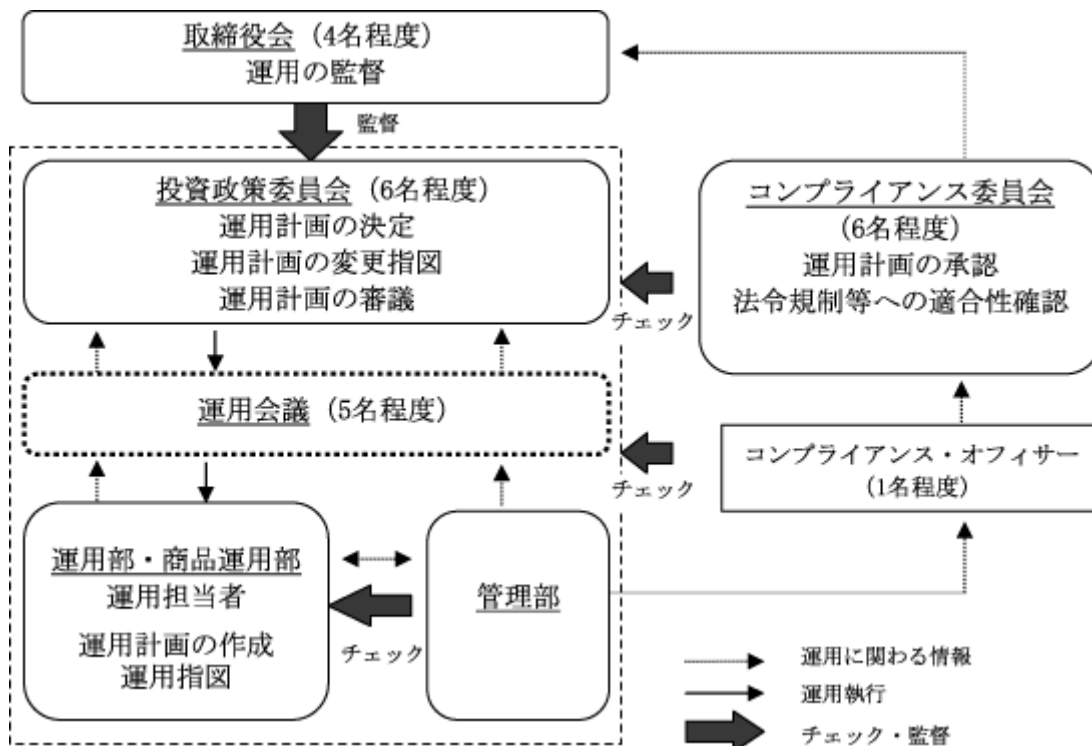 取締役会（4名程度）
運用の監督
監督
投資政策委員会（6名程度）
運用計画の決定
運用計画の変更指図
運用計画の審議
コンプライアンス委員会
（6名程度）
運用計画の承認
法令規制等への適合性確認
チェック
運用会議（5名程度）
チェック
コンプライアンス・オフィサー
（1名程度）
運用部・商品運用部
運用担当者
運用計画の作成
運用指図
チェック
管理部
運用に関わる情報
運用執行
チェック・監督